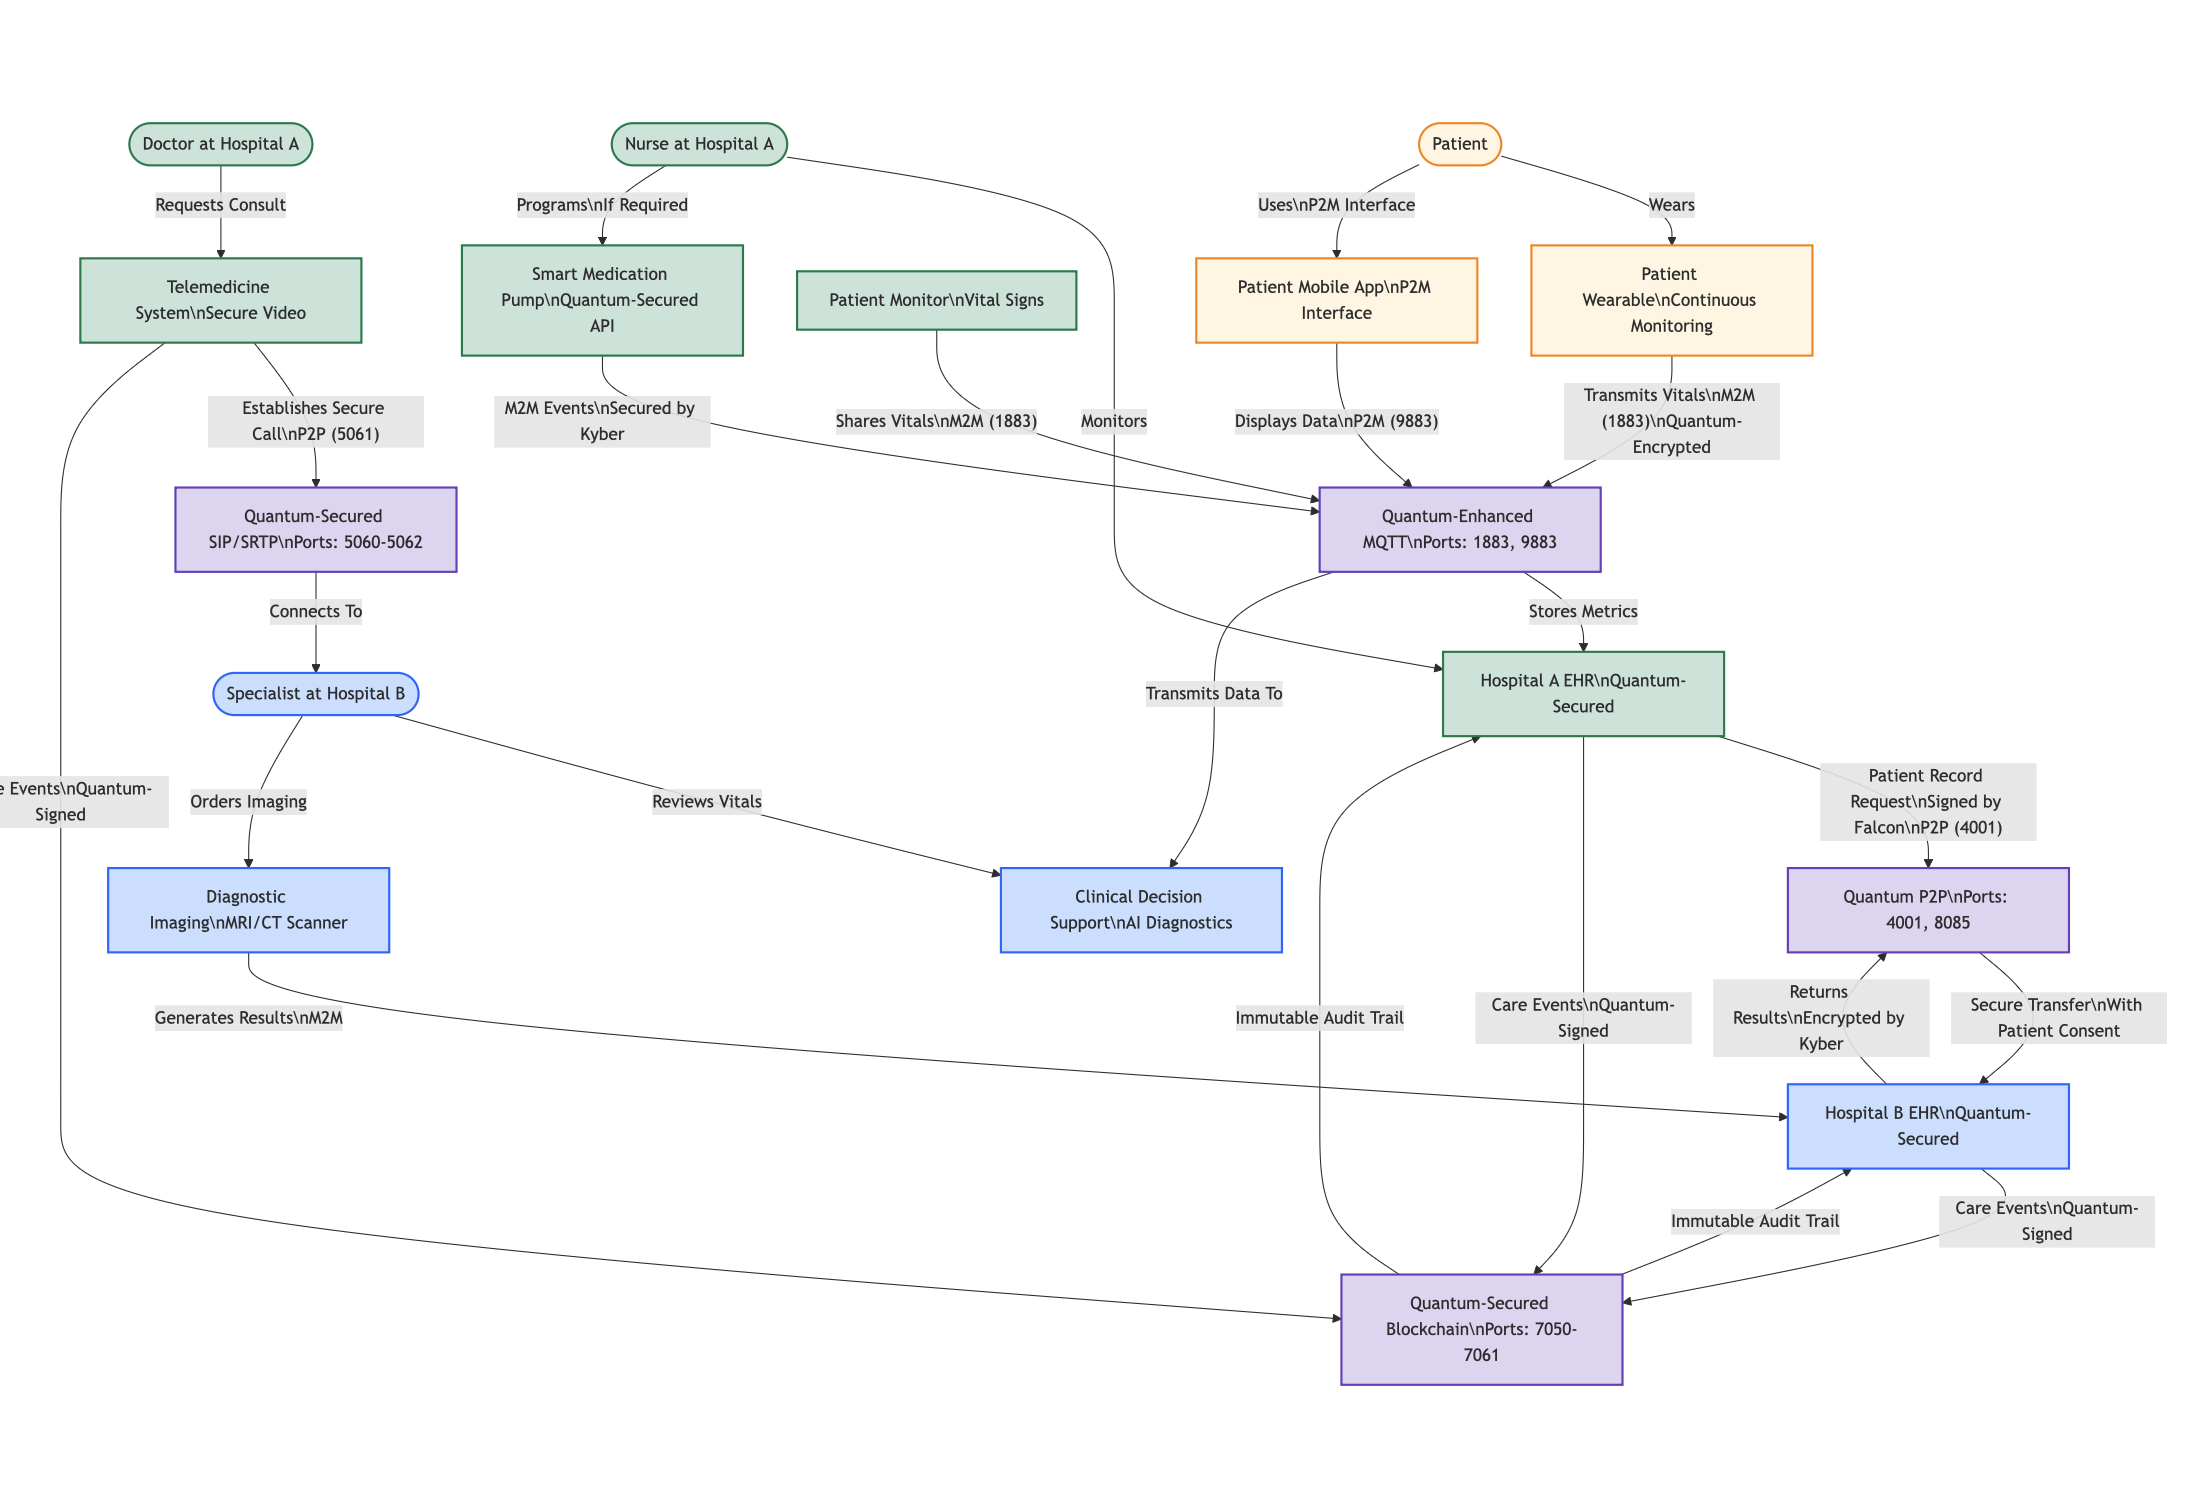 Doctor at Hospital A
Nurse at Hospital A
Patient
Requests Consult
Programs\nIf Required
Uses\nP2M Interface
Wears
Telemedicine
System\nSecure Video
Smart Medication
Pump\nQuantum-Secured
API
Patient Monitor\nVital Signs
Patient Mobile App\nP2M
Interface
Patient
Wearable\nContinuous
Monitoring
Establishes Secure
Call\nP2P (5061)
M2M Events\nSecured by
Kyber
Shares Vitals\nM2M (1883)
Monitors
Displays Data\nP2M (9883)
Transmits Vitals\nM2M
(1883)\nQuantum-
Encrypted
Quantum-Secured
SIP/SRTP\nPorts: 5060-5062
Quantum-Enhanced
MQTT\nPorts: 1883, 9883
Connects To
Stores Metrics
Specialist at Hospital B
Transmits Data To
Hospital A EHR\nQuantum-
Secured
e Events\nQuantum-
Signed
Orders Imaging
Reviews Vitals
Patient Record
Request\nSigned by
Falcon\nP2P (4001)
Diagnostic
Imaging\nMRI/CT Scanner
Clinical Decision
Support\nAI Diagnostics
Quantum P2P\nPorts:
4001, 8085
Generates Results\nM2M
Immutable Audit Trail
Care Events\nQuantum-
Signed
Returns
Results\nEncrypted by
Kyber
Secure Transfer\nWith
Patient Consent
Hospital B EHR\nQuantum-
Secured
Immutable Audit Trail
Care Events\nQuantum-
Signed
Quantum-Secured
Blockchain\nPorts: 7050-
7061